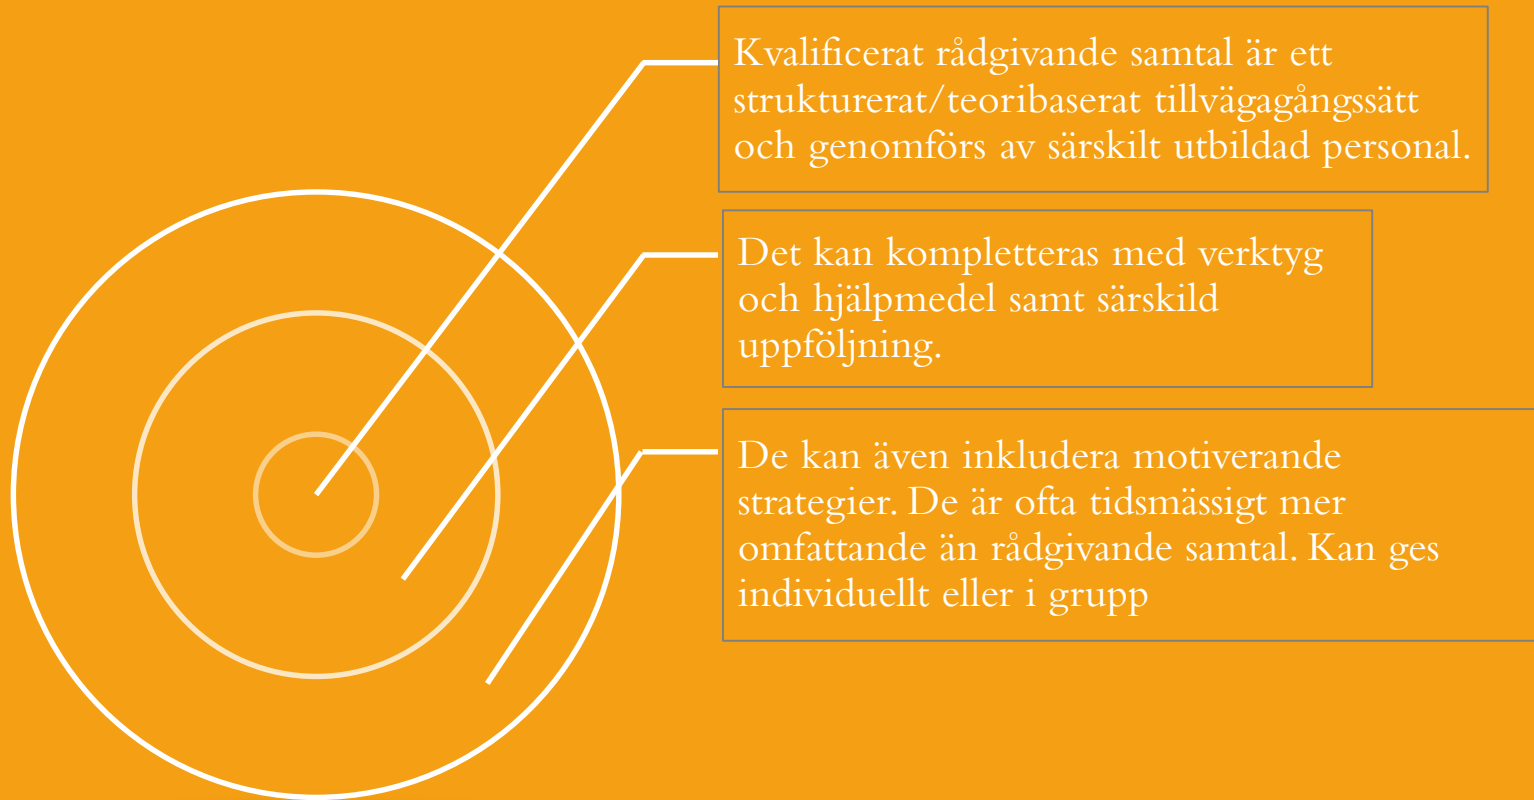 Kvalificerat rådgivande samtal är ett
strukturerat/teoribaserat tillvägagångssätt
och genomförs av särskilt utbildad personal.
Det kan kompletteras med verktyg
och hjälpmedel samt särskild
uppföljning.
De kan även inkludera motiverande
strategier. De är ofta tidsmässigt mer
omfattande än rådgivande samtal. Kan ges
individuellt eller i grupp